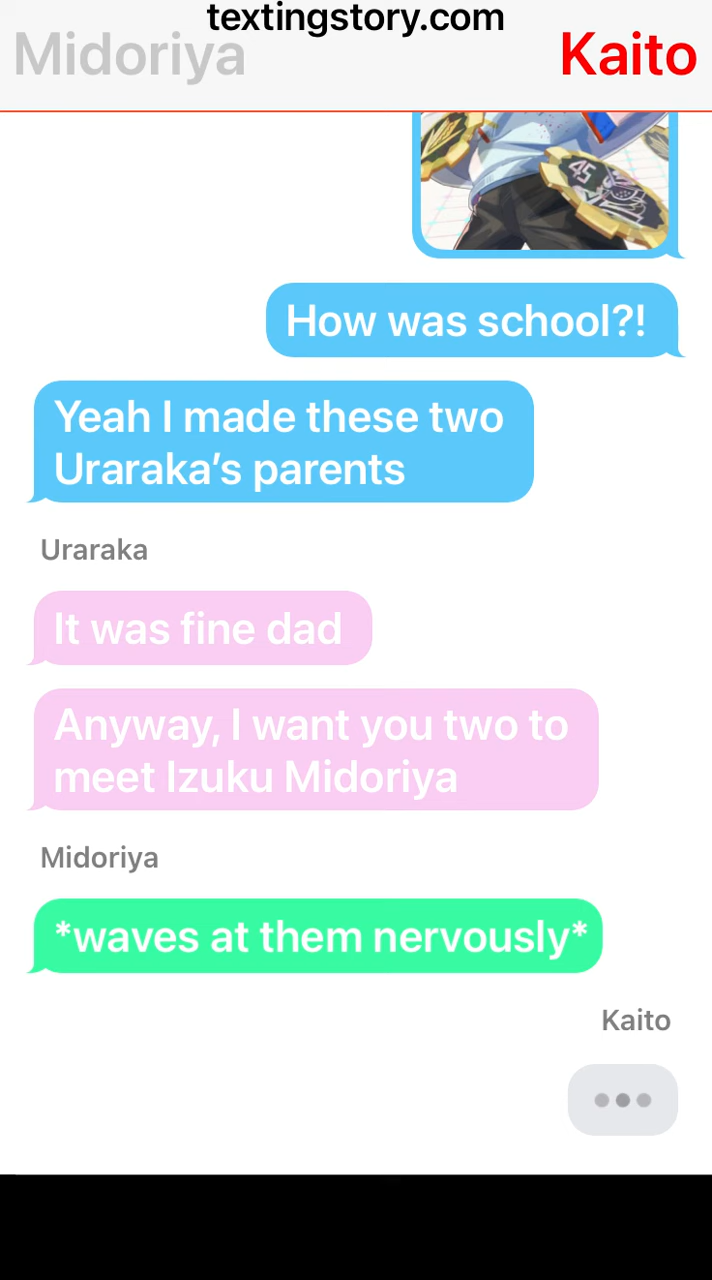 textingstory.com
Midoriya
Kaito
45
How was school?!
Yeah I made these two
Uraraka’s parents
Uraraka
It was fine dad
Anyway, I want you two to
meet Izuku Midoriya
Midoriya
*waves at them nervously*
Kaito